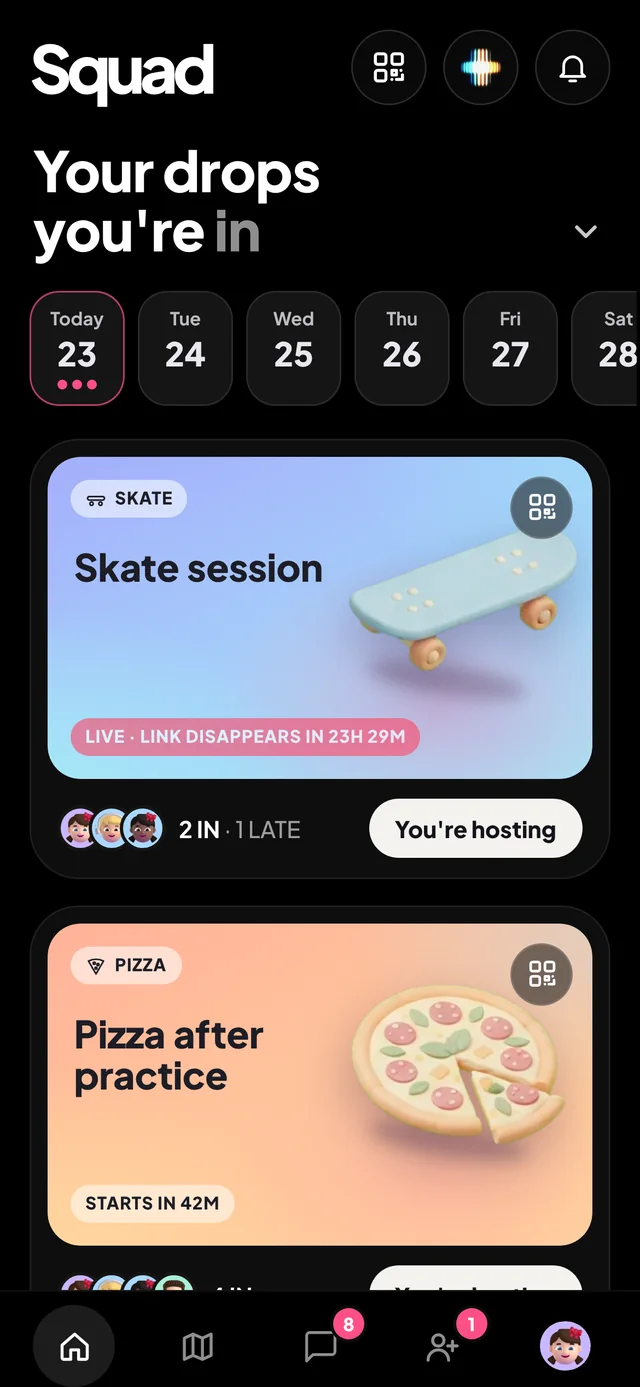 Squad
Your drops
you're in
Today
23
Tue
24
Wed
25
Thu
26
Fri
27
Sat
28
SKATE
Skate session
LIVE · LINK DISAPPEARS IN 23H 29M
2 IN · 1 LATE
You're hosting
PIZZA
Pizza after
practice
STARTS IN 42M
8
1